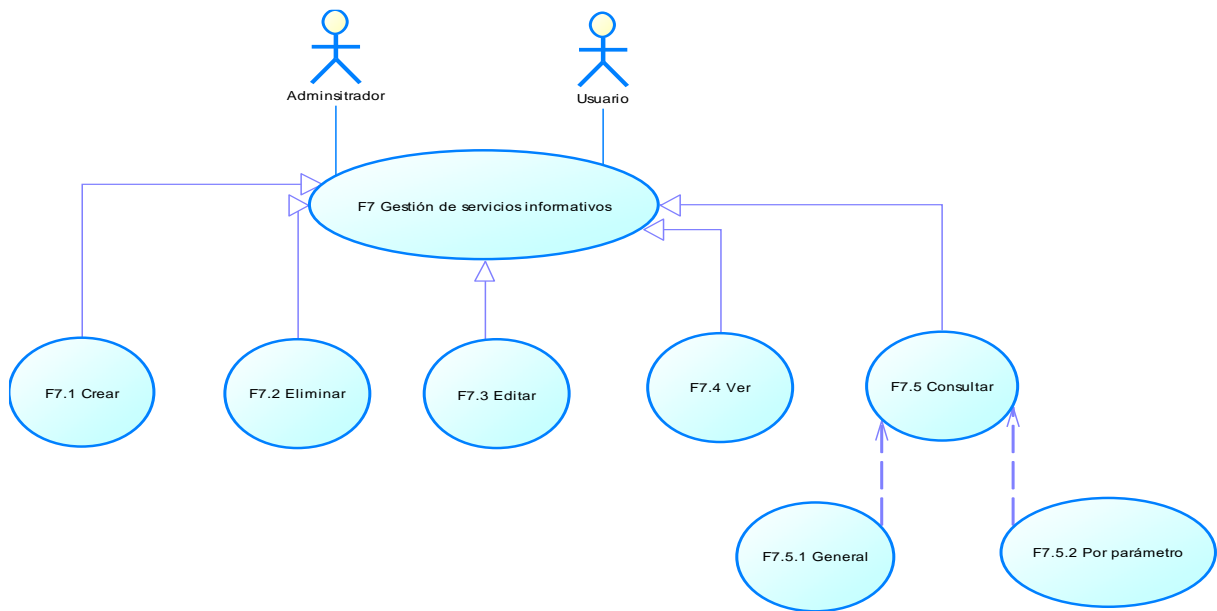 Adminsitrador
Usuario
F7 Gestión de servicios informativos
F7.1 Crear
F7.2 Eliminar
F7.3 Editar
F7.4 Ver
F7.5 Consultar
F7.5.1 General
F7.5.2 Por parámetro